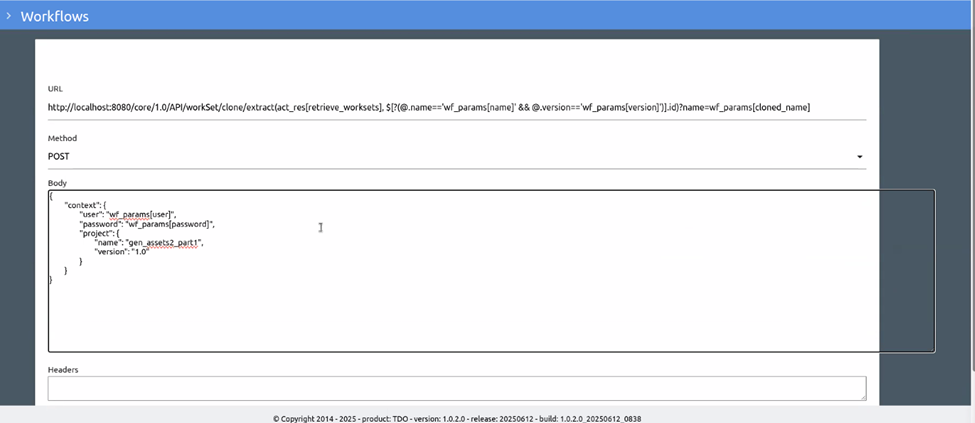 Workflows
URL
http://localhost:8080/core/1.0/API/workSet/clone/extract(act_res[retrieve_worksets], $[?(@.name=='wf_params[name]' && @.version=='wf_params[version]')].id)?name=wf_params[cloned_name]
Method
POST
Body
{
"context": {
"user": "wf_params[user]",
"password": "wf_params[password]",
"project": {
"name": "gen_assets2_part1",
"version": "1.0"
}
}
}
Headers
© Copyright 2014 - 2025 - product: TDO - version: 1.0.2.0 - release: 20250612 - build: 1.0.2.0_20250612_0838